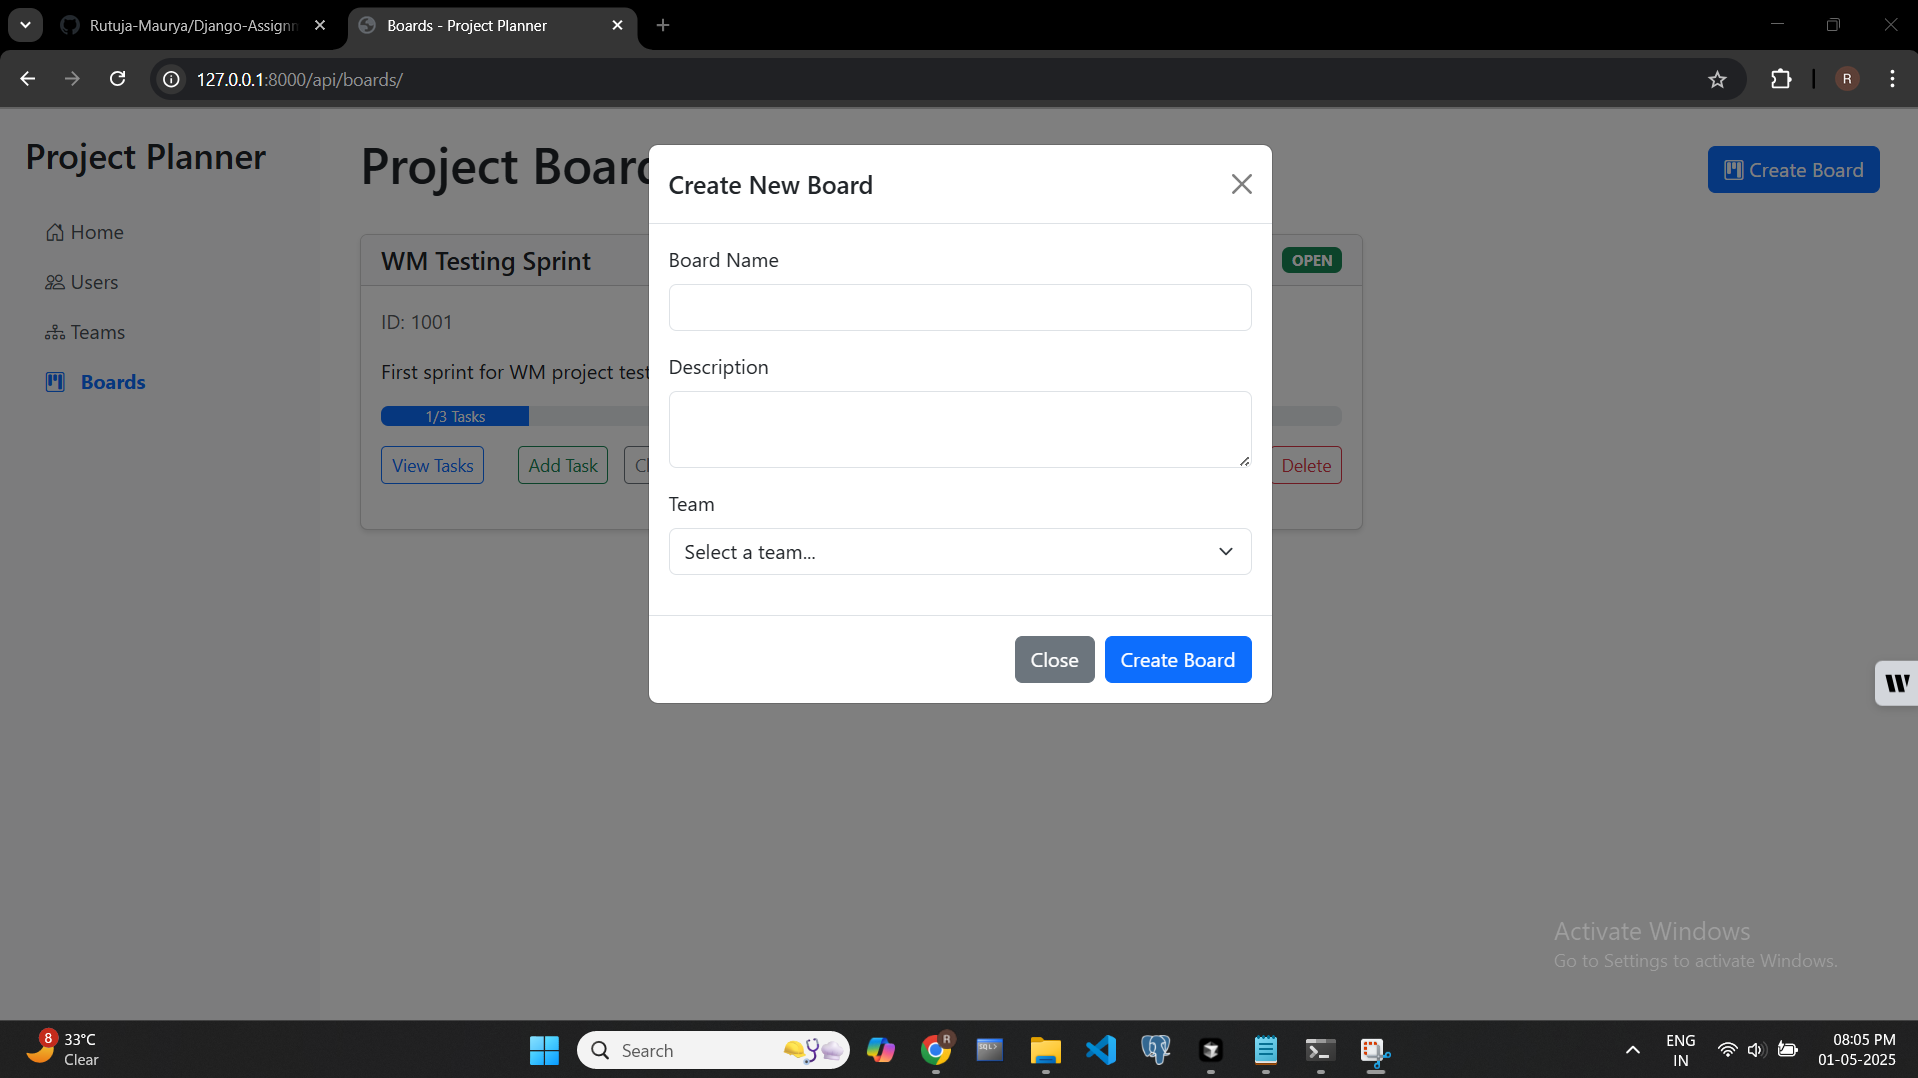 Rutuja-Maurya/Django-Assignm
Boards - Project Planner
127.0.0.1:8000/api/boards/
R
Project Planner
Home
Users
Teams
Boards
Project Board
Create Board
WM Testing Sprint
OPEN
ID: 1001
First sprint for WM project test
1/3 Tasks
View Tasks
Add Task
Cl
Delete
Create New Board
Board Name
Description
Team
Select a team...
Close
Create Board
W
Activate Windows
Go to Settings to activate Windows.
8
33°C
Clear
Search
R
SQL>
ENG
IN
08:05 PM
01-05-2025